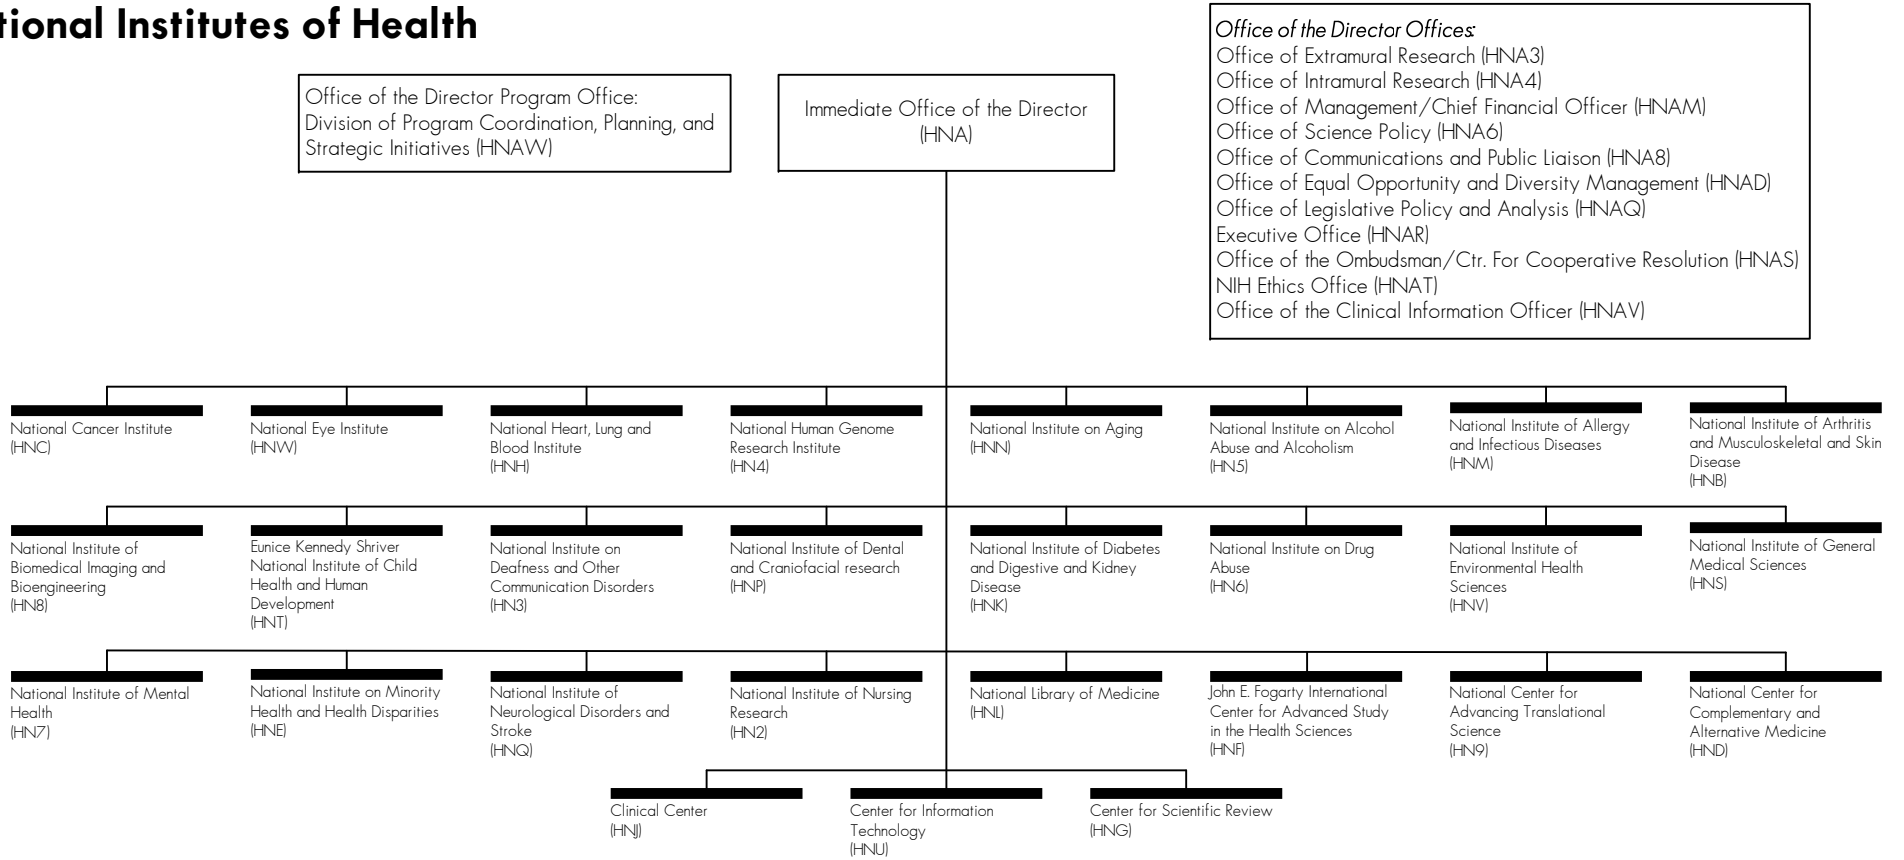 tional Institutes of Health
Office of the Director Program Office:
Division of Program Coordination, Planning, and
Strategic Initiatives (HNAW)
Immediate Office of the Director
(HNA)
Office of the Director Offices:
Office of Extramural Research (HNA3)
Office of Intramural Research (HNA4)
Office of Management/Chief Financial Officer (HNAM)
Office of Science Policy (HNA6)
Office of Communications and Public Liaison (HNA8)
Office of Equal Opportunity and Diversity Management (HNAD)
Office of Legislative Policy and Analysis (HNAQ)
Executive Office (HNAR)
Office of the Ombudsman/Ctr. For Cooperative Resolution (HNAS)
NIH Ethics Office (HNAT)
Office of the Clinical Information Officer (HNAV)
National Cancer Institute
(HNC)
National Eye Institute
(HNW)
National Heart, Lung and
Blood Institute
(HNH)
National Human Genome
Research Institute
(HN4)
National Institute on Aging
(HNN)
National Institute on Alcohol
Abuse and Alcoholism
(HN5)
National Institute of Allergy
and Infectious Diseases
(HNM)
National Institute of Arthritis
and Musculoskeletal and Skin
Disease
(HNB)
National Institute of
Biomedical Imaging and
Bioengineering
(HN8)
Eunice Kennedy Shriver
National Institute of Child
Health and Human
Development
(HNT)
National Institute on
Deafness and Other
Communication Disorders
(HN3)
National Institute of Dental
and Craniofacial research
(HNP)
National Institute of Diabetes
and Digestive and Kidney
Disease
(HNK)
National Institute on Drug
Abuse
(HN6)
National Institute of
Environmental Health
Sciences
(HNV)
National Institute of General
Medical Sciences
(HNS)
National Institute of Mental
Health
(HN7)
National Institute on Minority
Health and Health Disparities
(HNE)
National Institute of
Neurological Disorders and
Stroke
(HNQ)
National Institute of Nursing
Research
(HN2)
National Library of Medicine
(HNL)
John E. Fogarty International
Center for Advanced Study
in the Health Sciences
(HNF)
National Center for
Advancing Translational
Science
(HN9)
National Center for
Complementary and
Alternative Medicine
(HND)
Clinical Center
(HNJ)
Center for Information
Technology
(HNU)
Center for Scientific Review
(HNG)